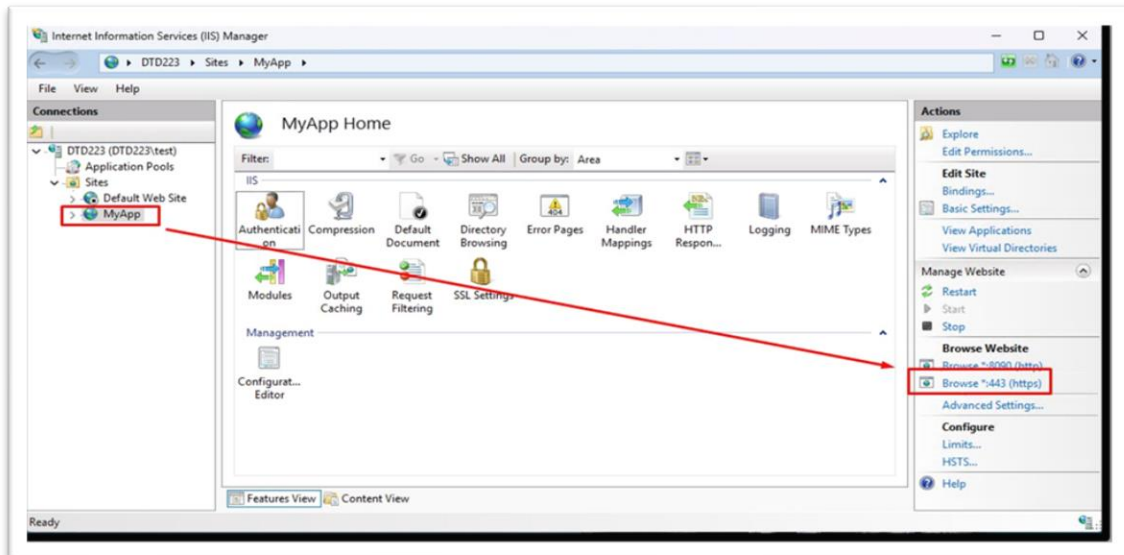 Internet Information Services (IIS) Manager
DTD223 Sites MyApp
File View Help
Connections
DTD223 (DTD223\test)
Application Pools
Sites
Default Web Site
MyApp
MyApp Home
Filter: Go Show All Group by: Area
IIS
Authenticati
on
Compression
Default
Document
Directory
Browsing
Error Pages
Handler
Mappings
HTTP
Respon...
Logging
MIME Types
Modules
Output
Caching
Request
Filtering
SSL Settings
Management
Configurat...
Editor
Features View Content View
Ready
Actions
Explore
Edit Permissions...
Edit Site
Bindings...
Basic Settings...
View Applications
View Virtual Directories
Manage Website
Restart
Start
Stop
Browse Website
Browse *:8090 (http)
Browse *:443 (https)
Advanced Settings...
Configure
Limits...
HSTS...
Help